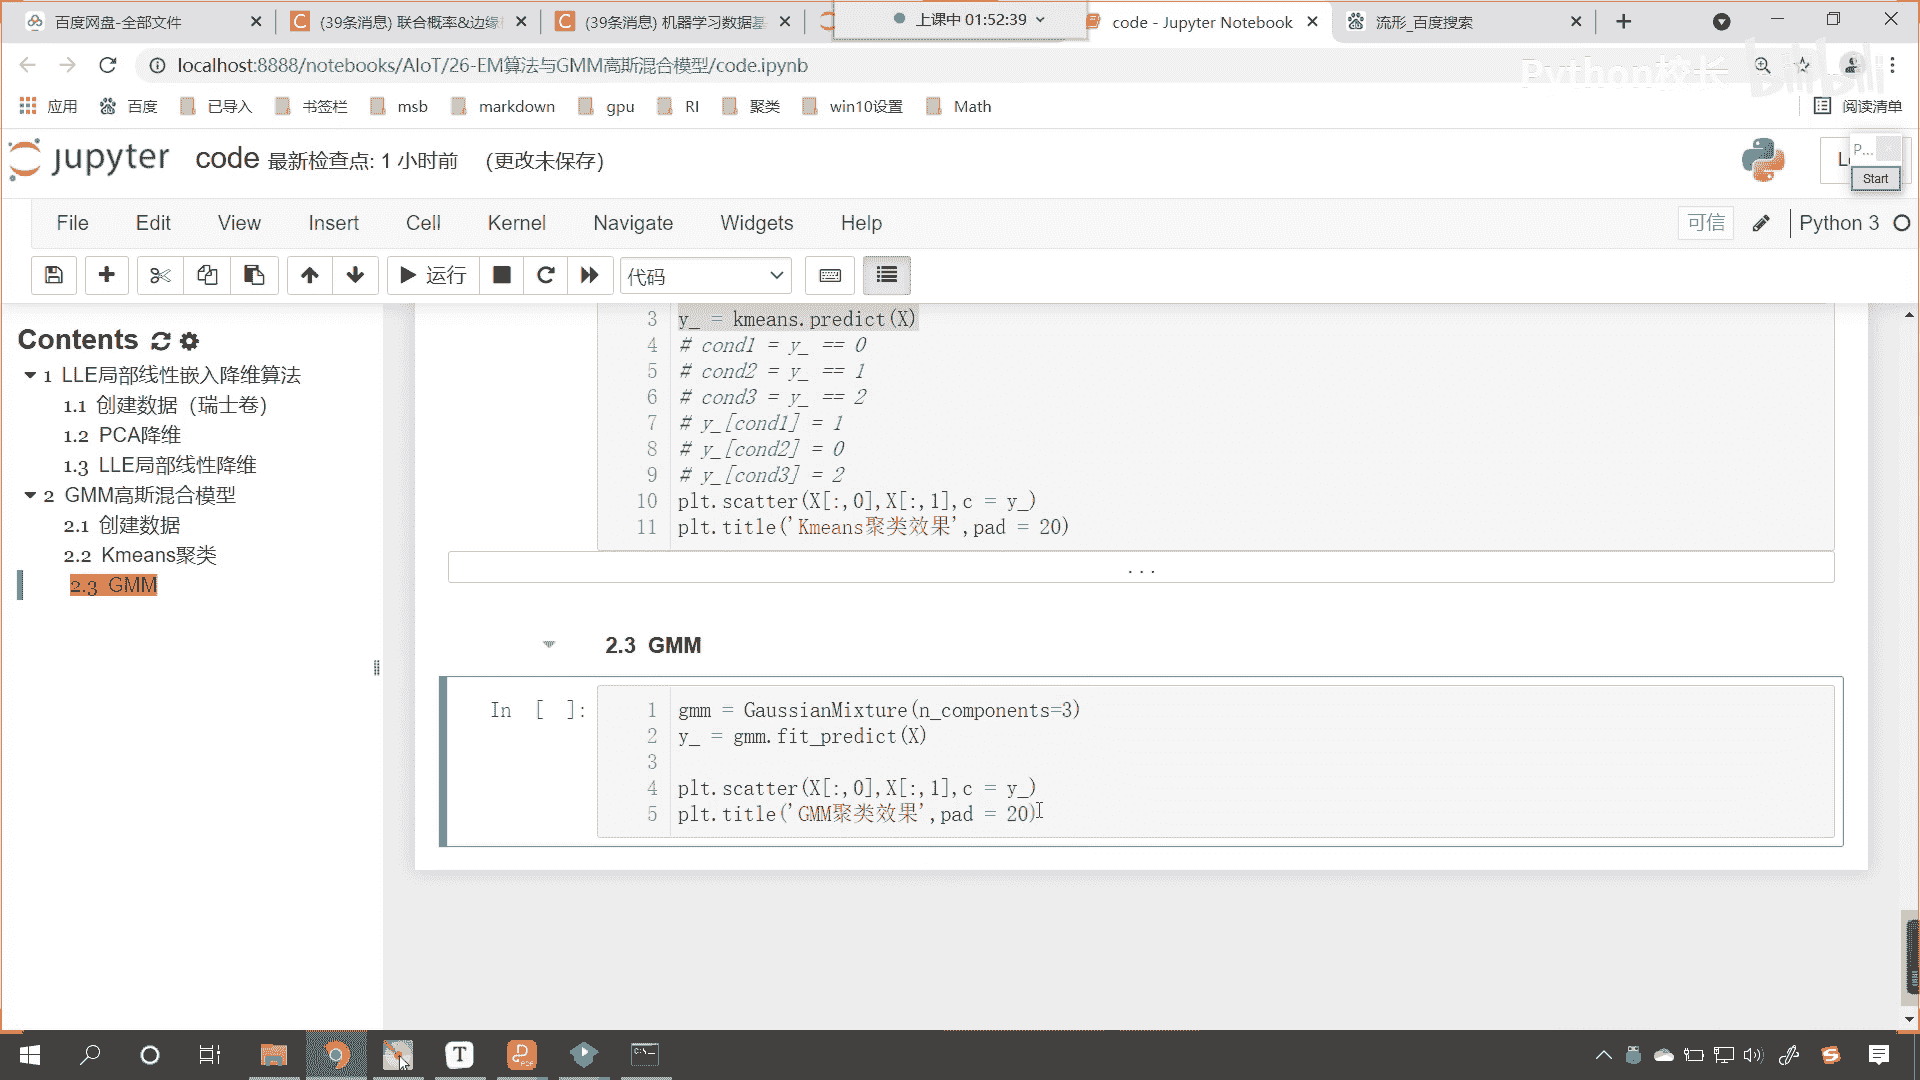 百度网盘-全部文件
(39条消息) 联合概率&边缘
(39条消息) 机器学习数据基
上课中 01:52:39
code - Jupyter Notebook
流形_百度搜索
localhost:8888/notebooks/AIoT/26-EM算法与GMM高斯混合模型/code.ipynb
Python校长
bilibili
应用
百度
已导入
书签栏
msb
markdown
gpu
RI
聚类
win10设置
Math
阅读清单
jupyter
code 最新检查点: 1 小时前 (更改未保存)
P...
Start
File
Edit
View
Insert
Cell
Kernel
Navigate
Widgets
Help
可信
Python 3
运行
代码
Contents
1 LLE局部线性嵌入降维算法
1.1 创建数据（瑞士卷）
1.2 PCA降维
1.3 LLE局部线性降维
2 GMM高斯混合模型
2.1 创建数据
2.2 Kmeans聚类
2.3 GMM
3 y_ = kmeans.predict(X)
4 # cond1 = y_ == 0
5 # cond2 = y_ == 1
6 # cond3 = y_ == 2
7 # y_[cond1] = 1
8 # y_[cond2] = 0
9 # y_[cond3] = 2
10 plt.scatter(X[:,0],X[:,1],c = y_)
11 plt.title('Kmeans聚类效果',pad = 20)
...
2.3 GMM
In [ ]:
1 gmm = GaussianMixture(n_components=3)
2 y_ = gmm.fit_predict(X)
3
4 plt.scatter(X[:,0],X[:,1],c = y_)
5 plt.title('GMM聚类效果',pad = 20)